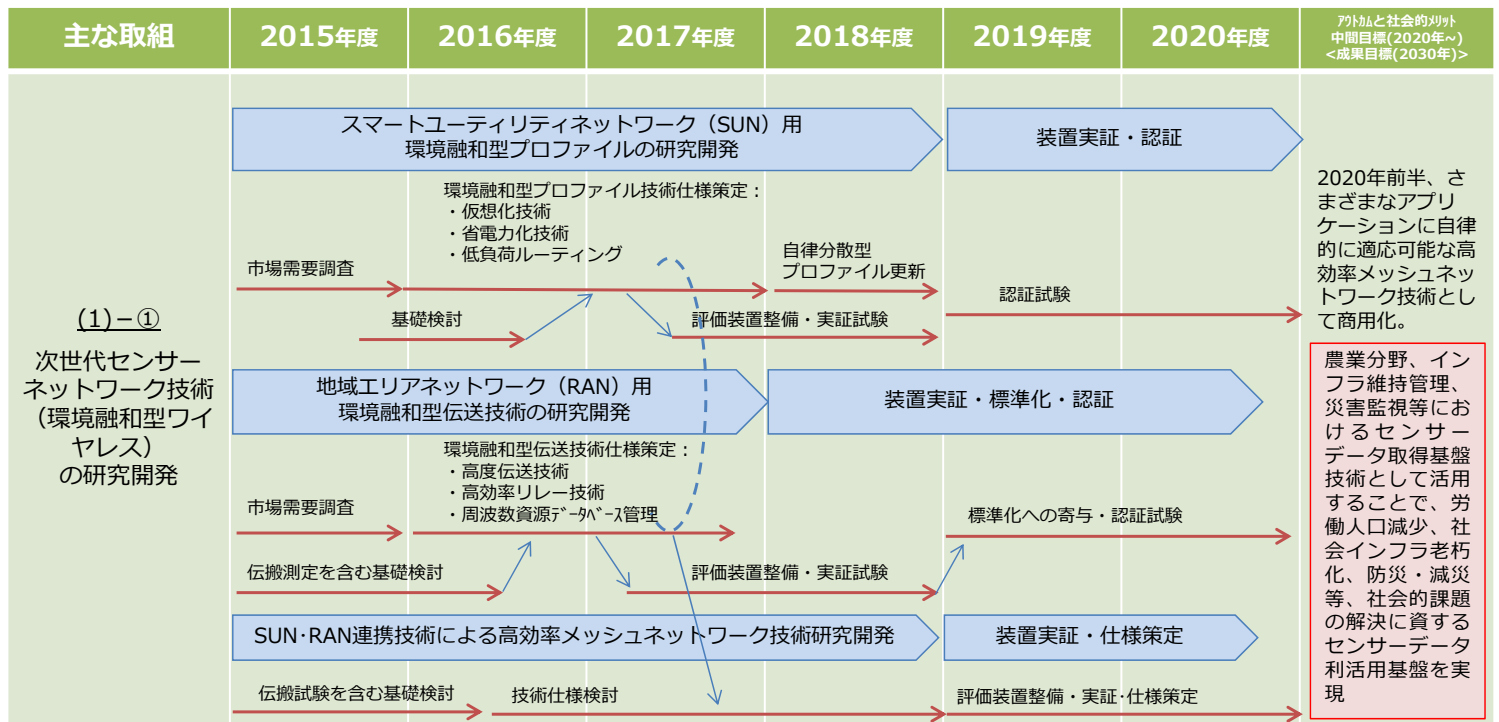 主な取組
2015年度
2016年度
2017年度
2018年度
2019年度
2020年度
ｱｳﾄｶﾑと社会的ﾒﾘｯﾄ
中間目標(2020年~)
<成果目標(2030年)>
(1)－①
次世代センサー
ネットワーク技術
（環境融和型ワイ
ヤレス）
の研究開発
スマートユーティリティネットワーク（SUN）用
環境融和型プロファイルの研究開発
装置実証・認証
環境融和型プロファイル技術仕様策定：
・仮想化技術
・省電力化技術
・低負荷ルーティング
市場需要調査
自律分散型
プロファイル更新
認証試験
基礎検討
評価装置整備・実証試験
地域エリアネットワーク（RAN）用
環境融和型伝送技術の研究開発
装置実証・標準化・認証
環境融和型伝送技術仕様策定：
・高度伝送技術
・高効率リレー技術
・周波数資源ﾃﾞｰﾀﾍﾞｰｽ管理
市場需要調査
標準化への寄与・認証試験
伝搬測定を含む基礎検討
評価装置整備・実証試験
SUN･RAN連携技術による高効率メッシュネットワーク技術研究開発
装置実証・仕様策定
伝搬試験を含む基礎検討
技術仕様検討
評価装置整備・実証･仕様策定
2020年前半、さ
まざまなアプリ
ケーションに自律
的に適応可能な高
効率メッシュネッ
トワーク技術とし
て商用化。
農業分野、イン
フラ維持管理、
災害監視等にお
けるセンサー
データ取得基盤
技術として活用
することで、労
働人口減少、社
会インフラ老朽
化、防災・減災
等、社会的課題
の解決に資する
センサーデータ
利活用基盤を実
現